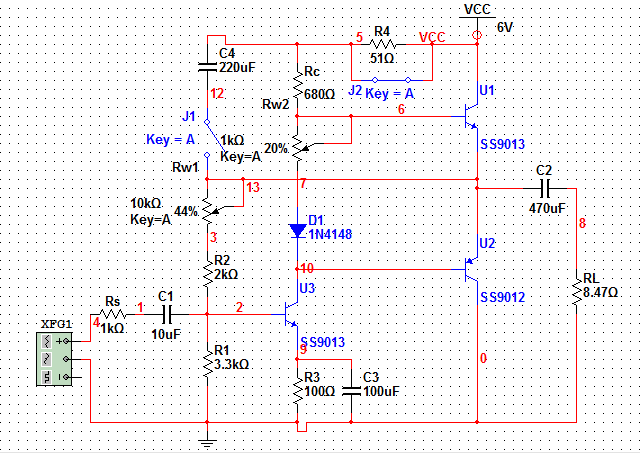 VCC
6V
5
R4
VCC
51Ω
C4
220uF
Rc
680Ω
J2
Key = A
U1
12
Rw2
6
J1
Key = A
1kΩ
Key=A
20%
SS9013
Rw1
13
7
C2
470uF
10kΩ
Key=A
44%
3
D1
1N4148
8
U2
R2
2kΩ
10
RL
8.47Ω
U3
SS9012
Rs
1
C1
2
XFG1
4
1kΩ
10uF
SS9013
9
0
R1
3.3kΩ
R3
100Ω
C3
100uF